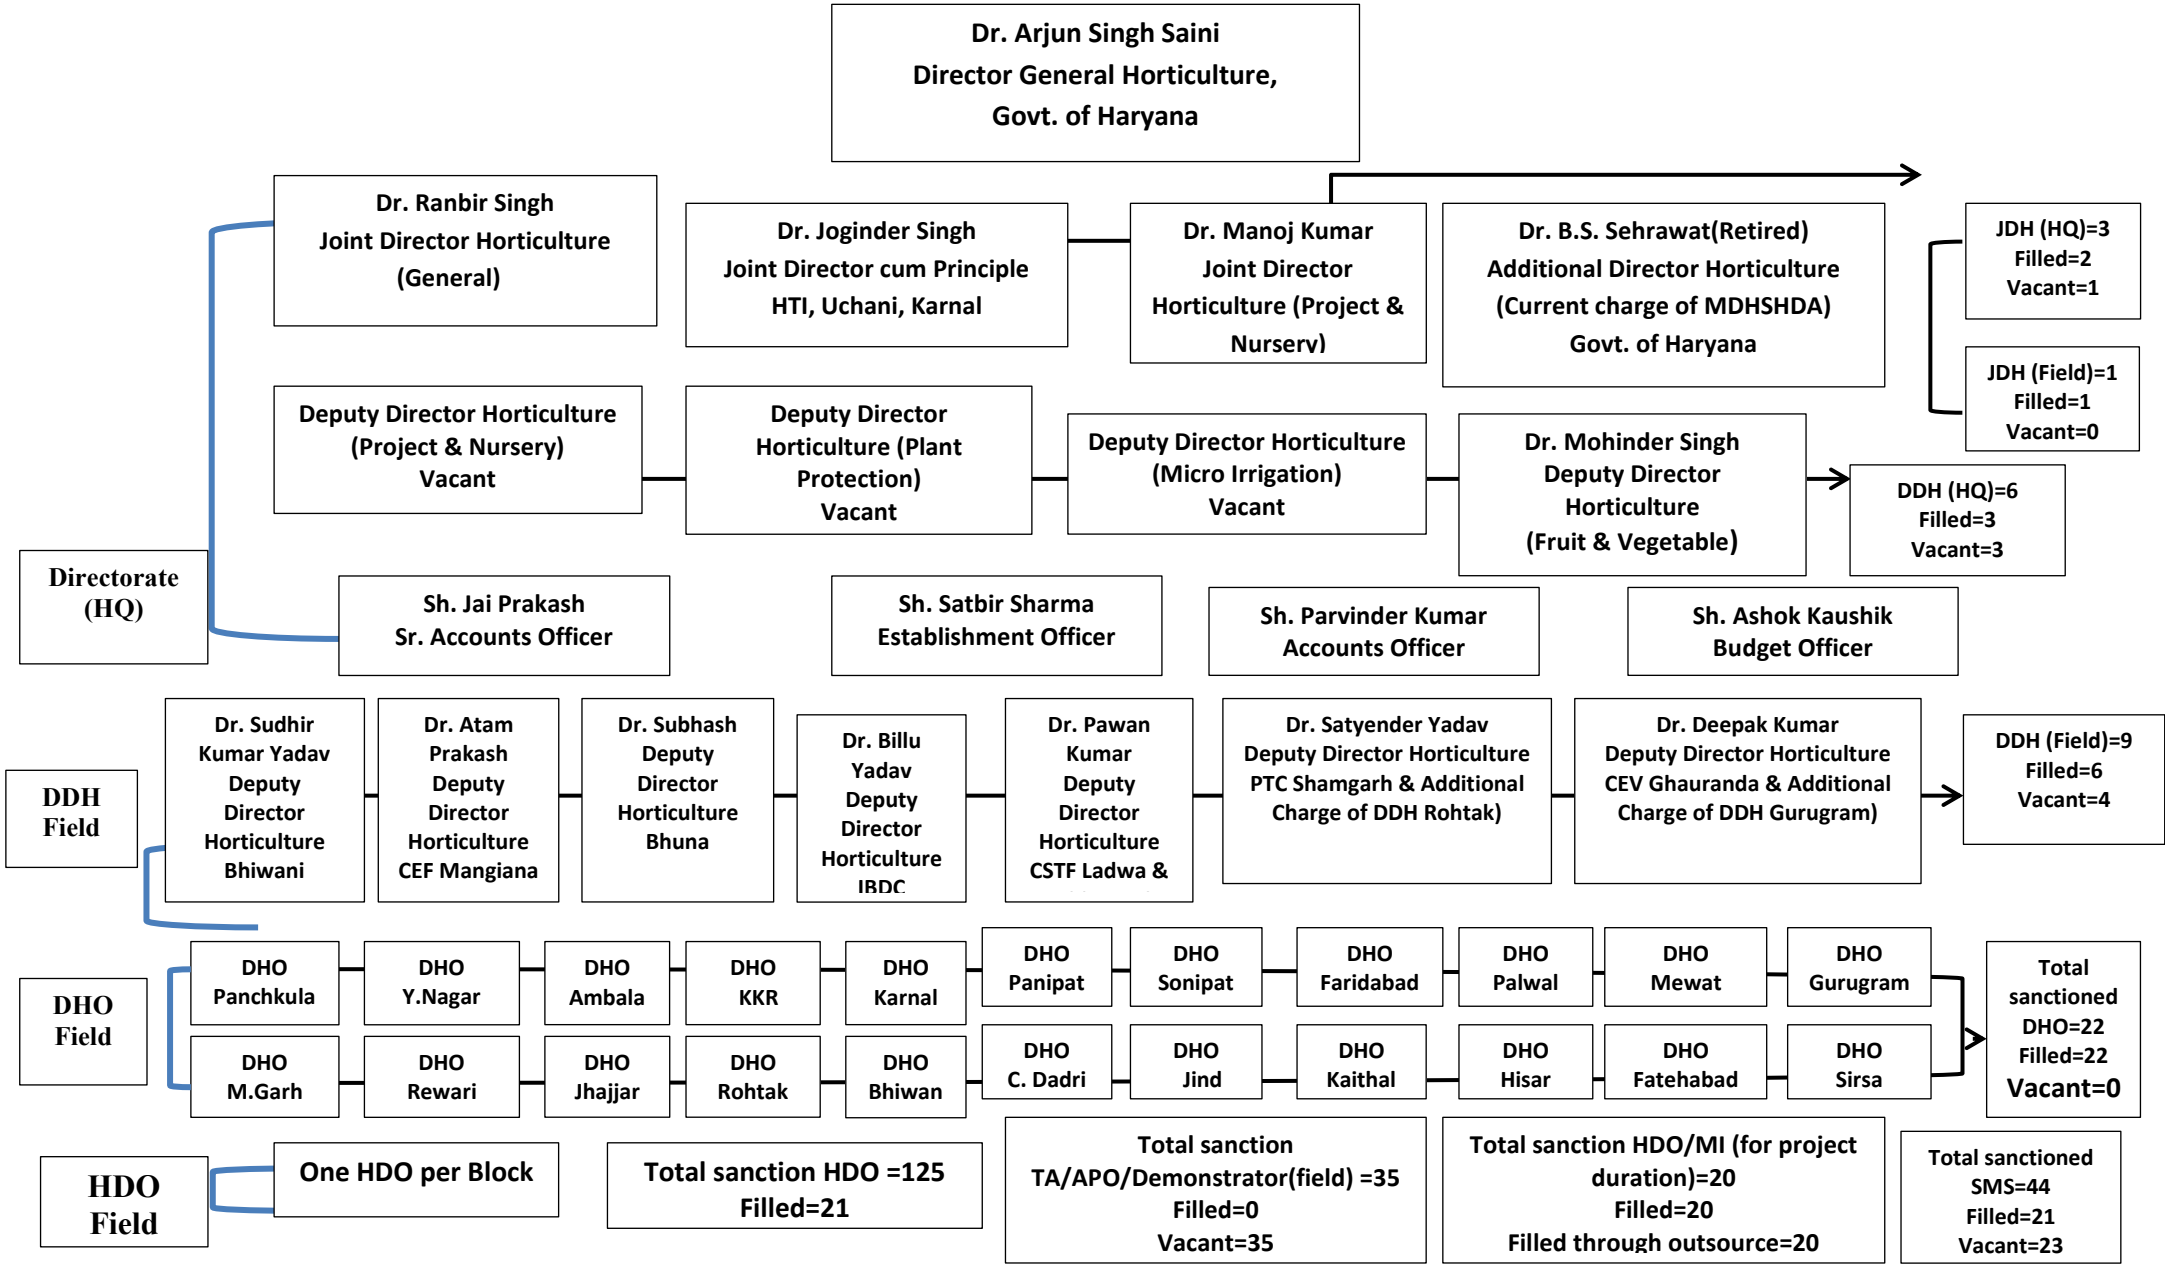 Dr. Arjun Singh Saini
Director General Horticulture,
Govt. of Haryana
Dr. Ranbir Singh
Joint Director Horticulture
(General)
Dr. Joginder Singh
Joint Director cum Principle
HTI, Uchani, Karnal
Dr. Manoj Kumar
Joint Director
Horticulture (Project &
Nursery)
Dr. B.S. Sehrawat(Retired)
Additional Director Horticulture
(Current charge of MDHSHDA)
Govt. of Haryana
JDH (HQ)=3
Filled=2
Vacant=1
JDH (Field)=1
Filled=1
Vacant=0
Deputy Director Horticulture
(Project & Nursery)
Vacant
Deputy Director
Horticulture (Plant
Protection)
Vacant
Deputy Director Horticulture
(Micro Irrigation)
Vacant
Dr. Mohinder Singh
Deputy Director
Horticulture
(Fruit & Vegetable)
DDH (HQ)=6
Filled=3
Vacant=3
Directorate
(HQ)
Sh. Jai Prakash
Sr. Accounts Officer
Sh. Satbir Sharma
Establishment Officer
Sh. Parvinder Kumar
Accounts Officer
Sh. Ashok Kaushik
Budget Officer
DDH
Field
Dr. Sudhir
Kumar Yadav
Deputy
Director
Horticulture
Bhiwani
Dr. Atam
Prakash
Deputy
Director
Horticulture
CEF Mangiana
Dr. Subhash
Deputy
Director
Horticulture
Bhuna
Dr. Billu
Yadav
Deputy
Director
Horticulture
IBDC
Dr. Pawan
Kumar
Deputy
Director
Horticulture
CSTF Ladwa &
Dr. Satyender Yadav
Deputy Director Horticulture
PTC Shamgarh & Additional
Charge of DDH Rohtak)
Dr. Deepak Kumar
Deputy Director Horticulture
CEV Ghauranda & Additional
Charge of DDH Gurugram)
DDH (Field)=9
Filled=6
Vacant=4
DHO
Field
DHO
Panchkula
DHO
Y.Nagar
DHO
Ambala
DHO
KKR
DHO
Karnal
DHO
Panipat
DHO
Sonipat
DHO
Faridabad
DHO
Palwal
DHO
Mewat
DHO
Gurugram
DHO
M.Garh
DHO
Rewari
DHO
Jhajjar
DHO
Rohtak
DHO
Bhiwan
DHO
C. Dadri
DHO
Jind
DHO
Kaithal
DHO
Hisar
DHO
Fatehabad
DHO
Sirsa
Total
sanctioned
DHO=22
Filled=22
Vacant=0
HDO
Field
One HDO per Block
Total sanction HDO =125
Filled=21
Total sanction
TA/APO/Demonstrator(field) =35
Filled=0
Vacant=35
Total sanction HDO/MI (for project
duration)=20
Filled=20
Filled through outsource=20
Total sanctioned
SMS=44
Filled=21
Vacant=23